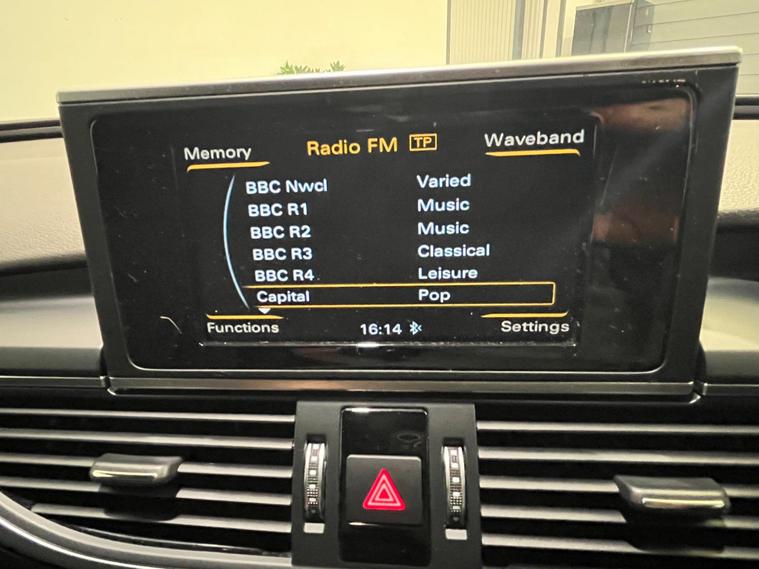 Memory Radio FM TP Waveband
BBC Nwcl Varied
BBC R1 Music
BBC R2 Music
BBC R3 Classical
BBC R4 Leisure
Capital Pop
Functions 16:14 Settings